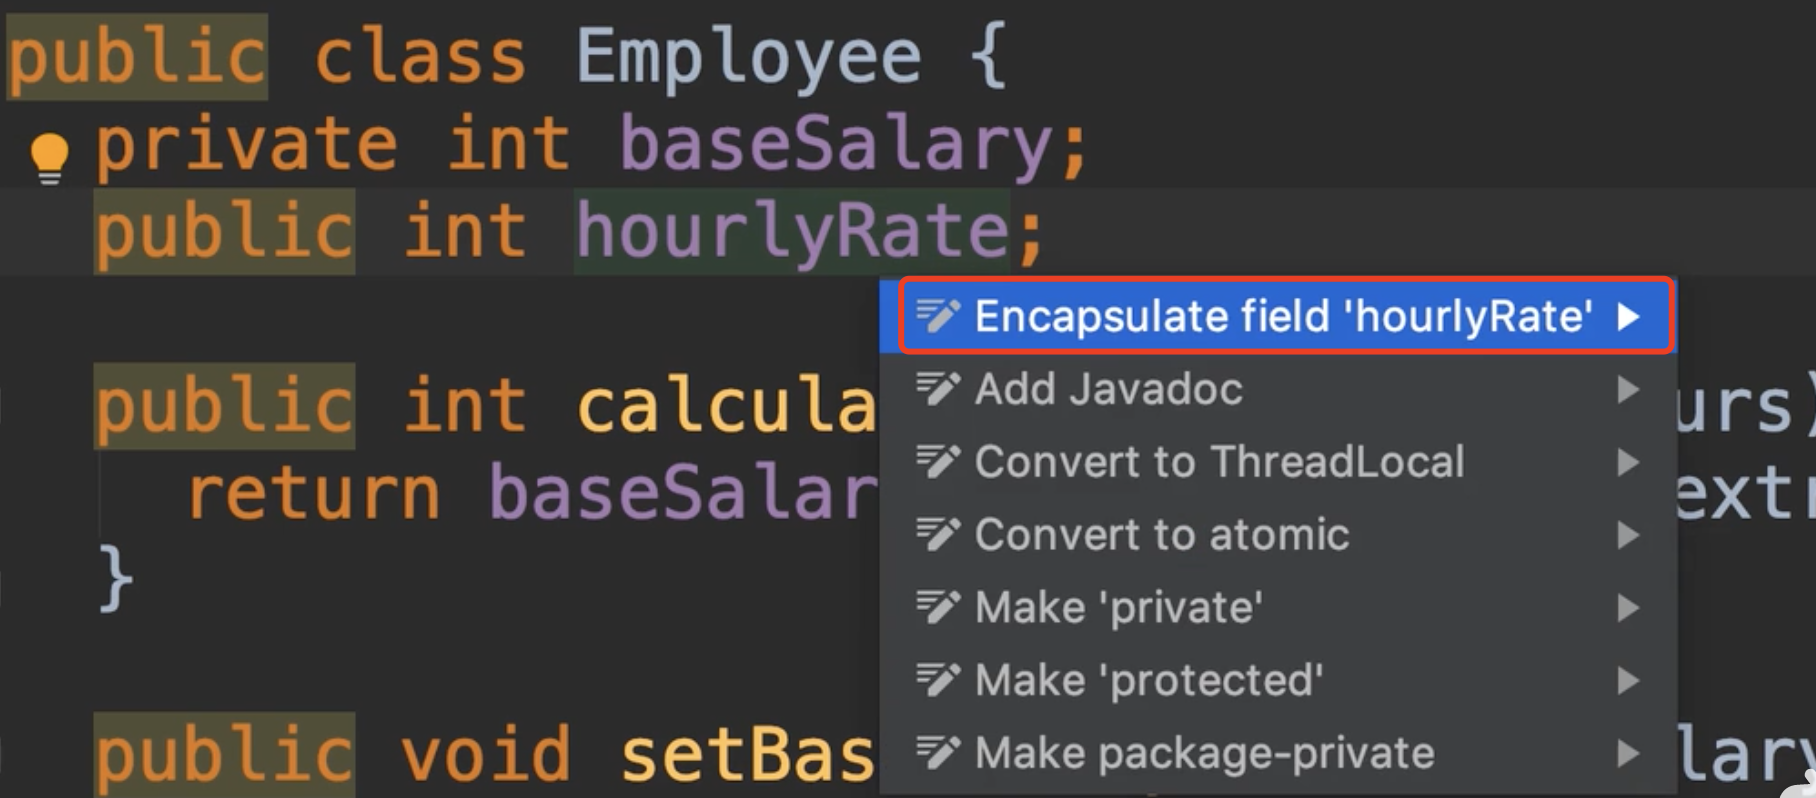 public class Employee {
private int baseSalary;
public int hourlyRate;
Encapsulate field 'hourlyRate'
Add Javadoc
public int calcula
urs)
Convert to ThreadLocal
return baseSalar
extr
Convert to atomic
}
Make 'private'
Make 'protected'
public void setBas
lary
Make package-private